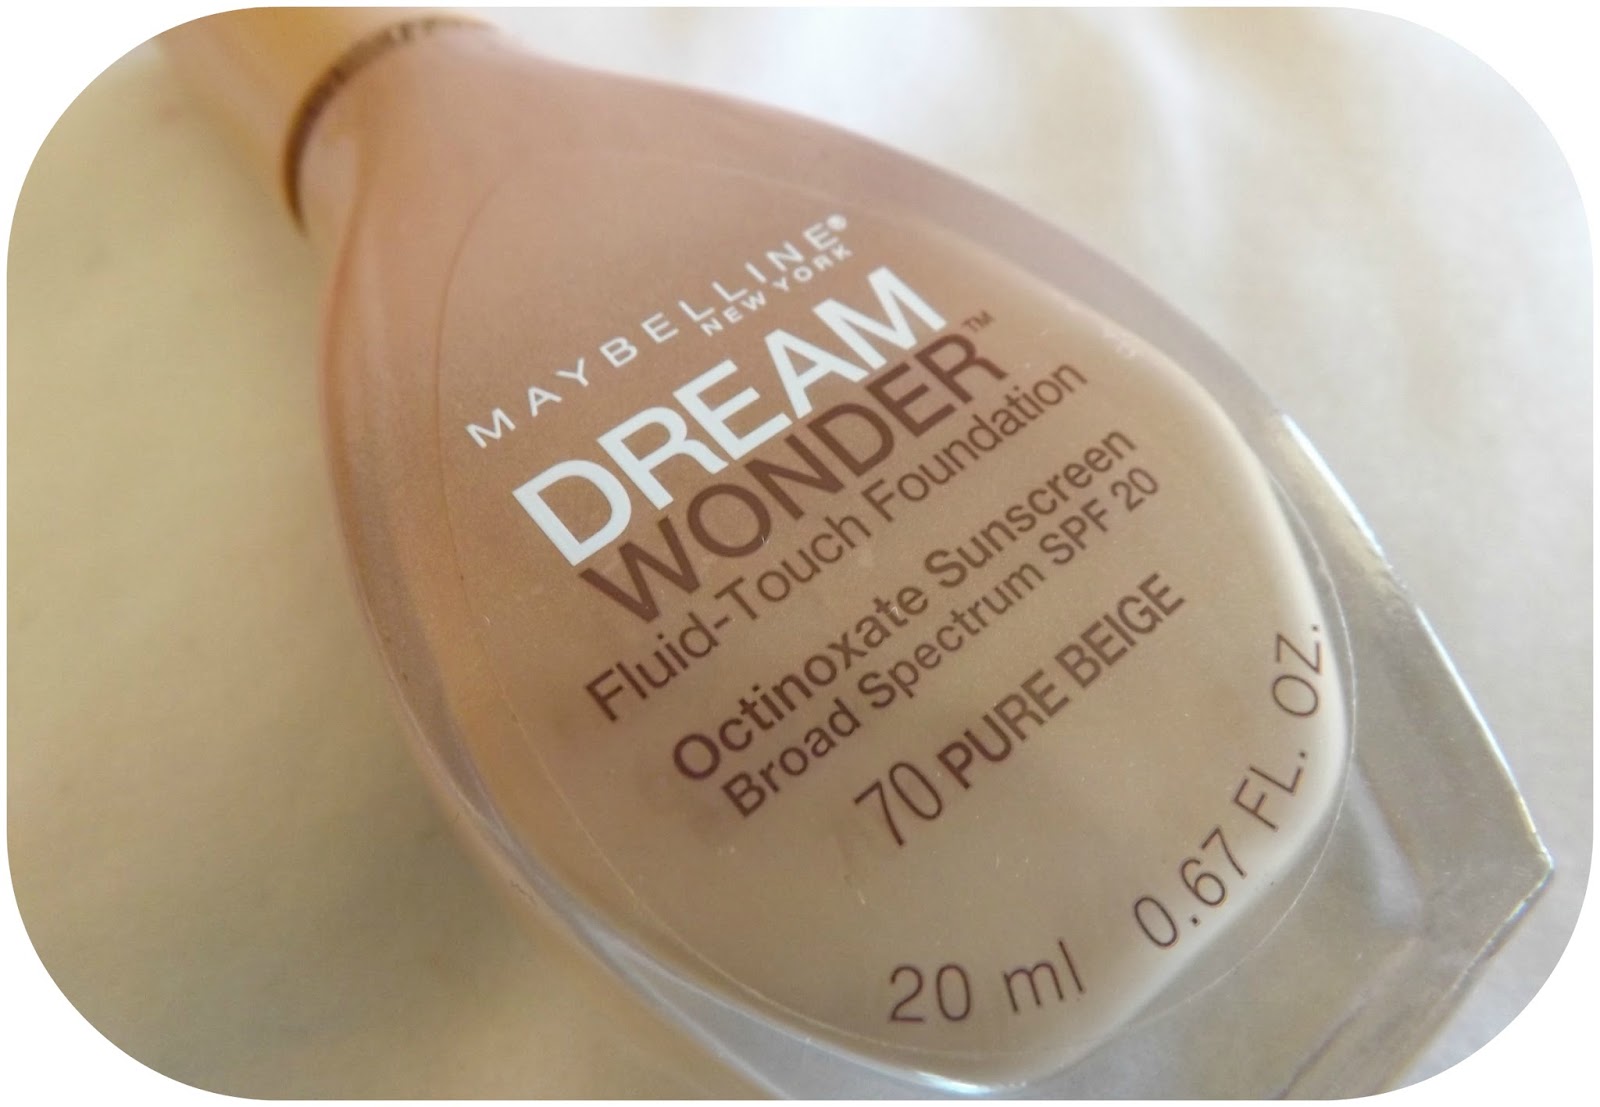 MAYBELLINE®
NEW YORK
DREAM
WONDER™
Fluid-Touch Foundation
Octinoxate Sunscreen
Broad Spectrum SPF 20
70 PURE BEIGE
20 ml 0.67 FL. OZ.